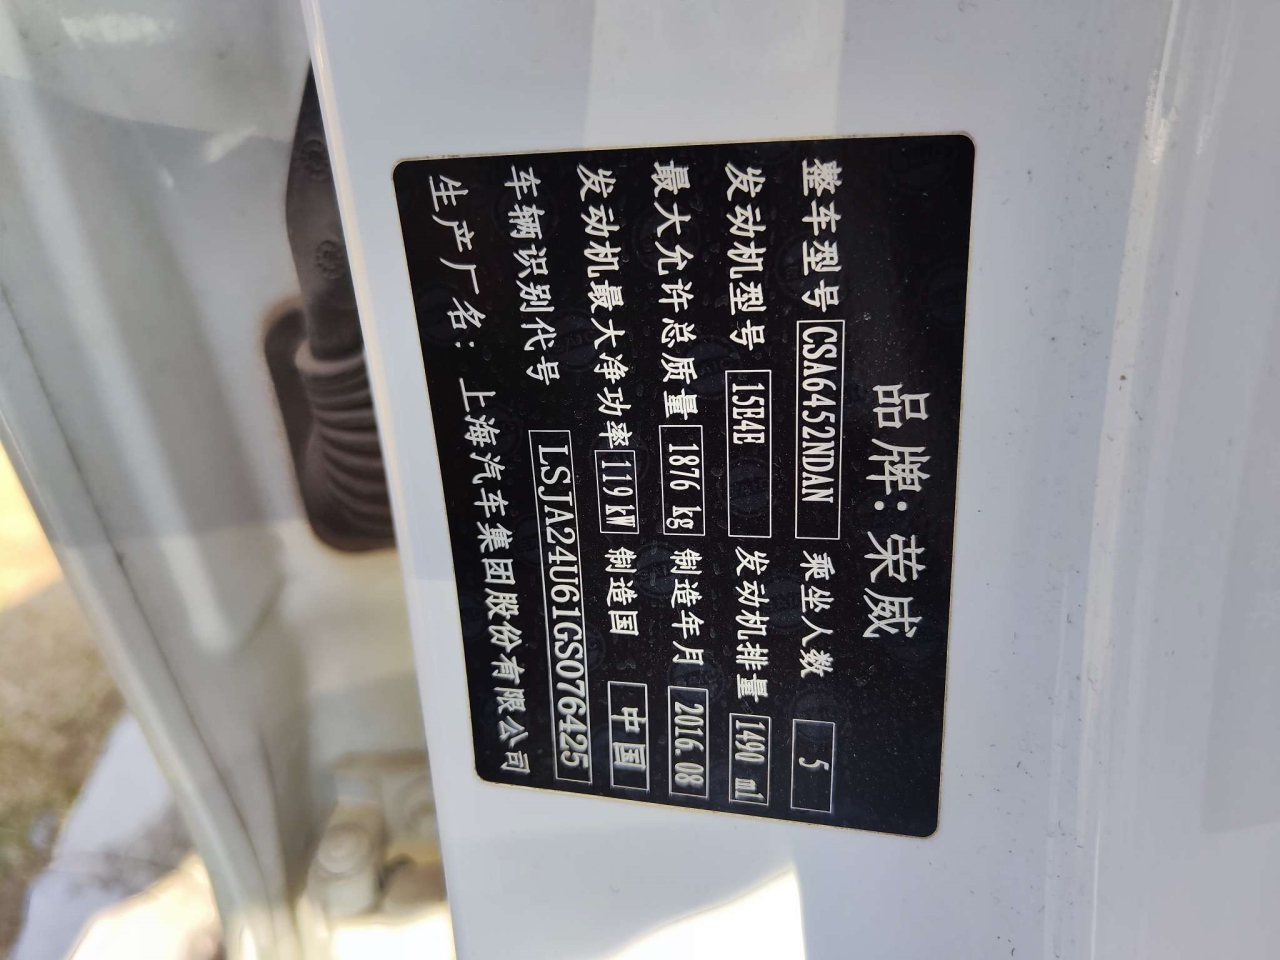 品牌：荣威
整车型号 CSA6452NDAN 乘坐人数 5
发动机型号 15E4E 发动机排量 1490 ml
最大允许总质量 1876 kg 制造年月 2016.08
发动机最大净功率 119 kW 制造国 中国
车辆识别代号 LSJA24U61GS076425
生产厂名：上海汽车集团股份有限公司